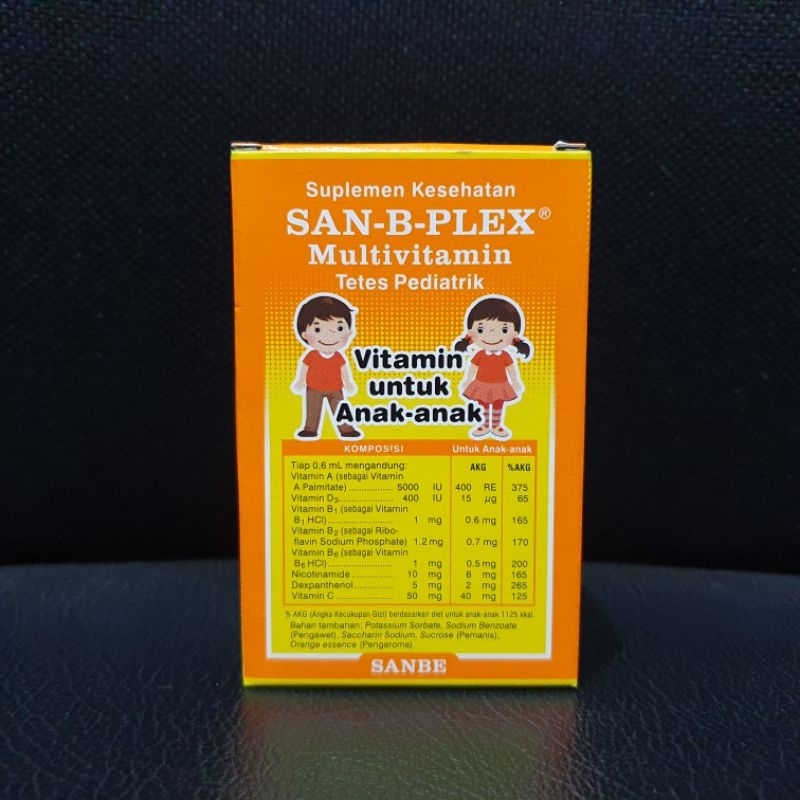 Suplemen Kesehatan
SAN-B-PLEX®
Multivitamin
Tetes Pediatrik
Vitamin
untuk
Anak-anak
KOMPOSISI Untuk Anak-anak
Tiap 0,6 mL mengandung: AKG %AKG
Vitamin A (sebagai Vitamin
A Palmitate) ................ 5000 IU 400 RE 375
Vitamin D3 ..................... 400 IU 15 µg 65
Vitamin B1 (sebagai Vitamin
B1 HCl) ........................ 1 mg 0.6 mg 165
Vitamin B2 (sebagai Ribo-
flavin Sodium Phosphate) 1.2 mg 0.7 mg 170
Vitamin B6 (sebagai Vitamin
B6 HCl) ........................ 1 mg 0.5 mg 200
Nicotinamide ................. 10 mg 6 mg 165
Dexpanthenol ................ 5 mg 2 mg 265
Vitamin C ...................... 50 mg 40 mg 125
% AKG (Angka Kecukupan Gizi) berdasarkan diet untuk anak-anak 1125 kkal.
Bahan tambahan: Potassium Sorbate, Sodium Benzoate
(Pengawet), Saccharin Sodium, Sucrose (Pemanis),
Orange essence (Pengaroma).
SANBE